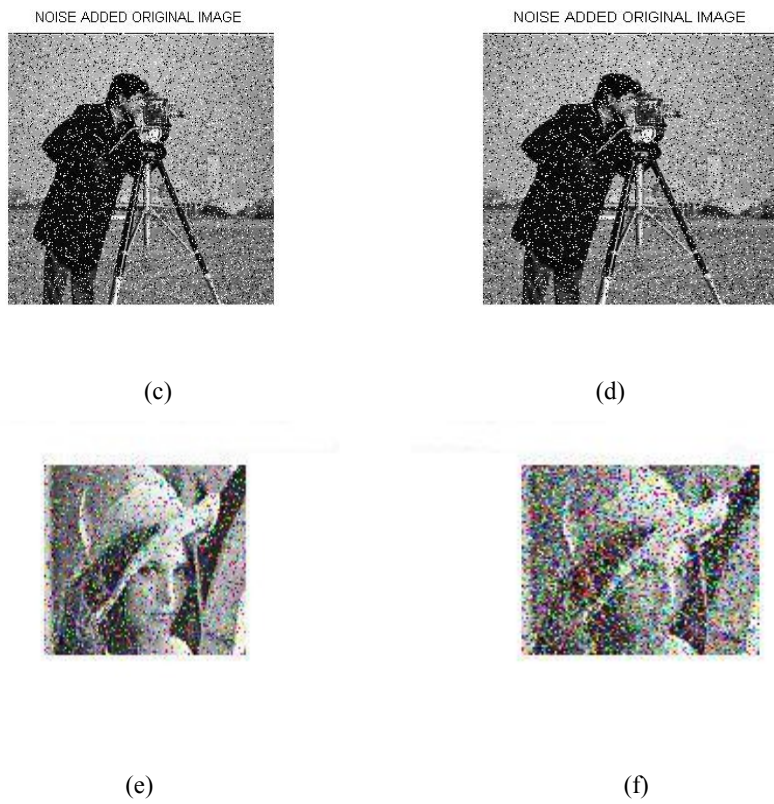 NOISE ADDED ORIGINAL IMAGE
NOISE ADDED ORIGINAL IMAGE
(c)
(d)
(e)
(f)